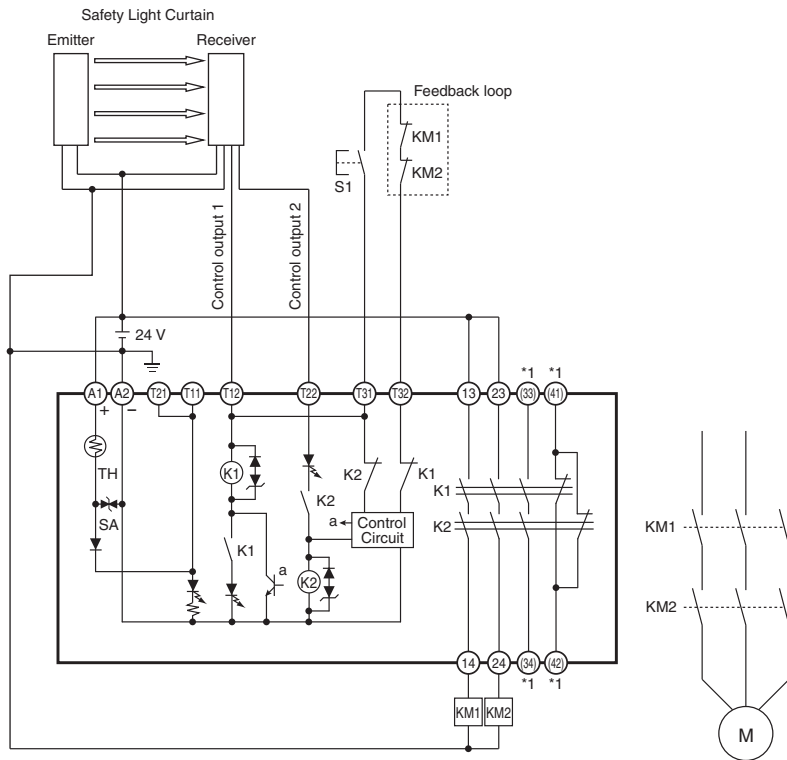 Safety Light Curtain
Emitter
Receiver
Feedback loop
KM1
KM2
S1
Control output 1
Control output 2
24 V
*1
*1
A1
A2
T21
T11
T12
T22
T31
T32
13
23
(33)
(41)
+
−
TH
SA
K1
K1
a
K2
K2
K2
K1
a
Control
Circuit
K1
K2
14
24
(34)
(42)
*1
*1
KM1
KM2
KM1
KM2
M